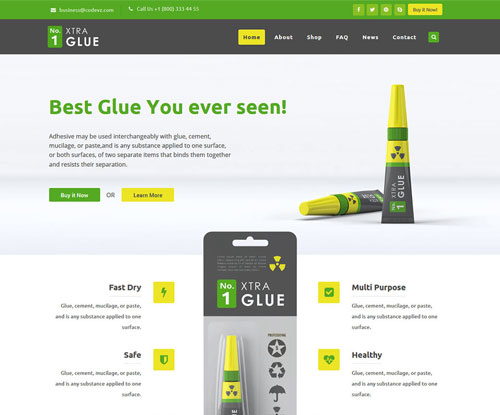 business@codesz.com
Call Us +1 (800) 333 44 55
Buy It Now!
No.
1
XTRA
GLUE
Home
About
Shop
FAQ
News
Contact
Best Glue You ever seen!
Adhesive may be used interchangeably with glue, cement,
mucilage, or paste,and is any substance applied to one surface,
or both surfaces, of two separate items that binds them together
and resists their separation.
Buy it Now
OR
Learn More
XTRA
GLUE
No.
1
No.
1
XTRA
GLUE
PROFESSIONAL
Fast Dry
Glue, cement, mucilage, or paste,
and is any substance applied to one
surface.
Multi Purpose
Glue, cement, mucilage, or paste,
and is any substance applied to one
surface.
Safe
Glue, cement, mucilage, or paste,
and is any substance applied to one
surface.
Healthy
Glue, cement, mucilage, or paste,
and is any substance applied to one
surface.